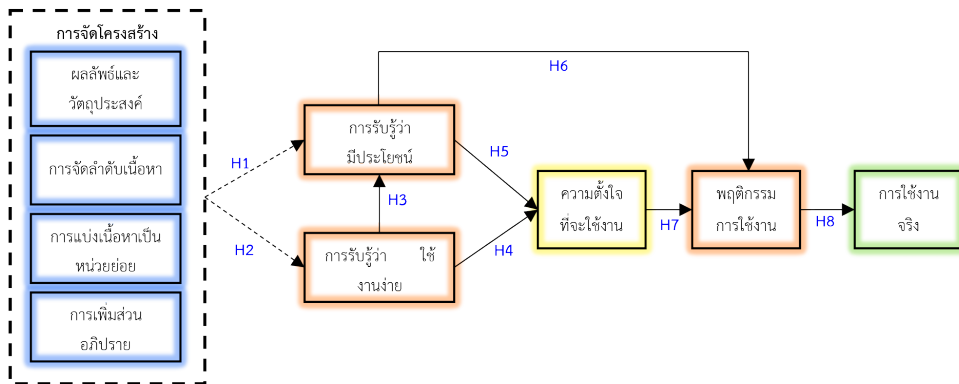 การจัดโครงสร้าง
ผลลัพธ์และ
วัตถุประสงค์
การจัดลำดับเนื้อหา
การแบ่งเนื้อหาเป็น
หน่วยย่อย
การเพิ่มส่วน
อภิปราย
H1
H2
การรับรู้ว่า
มีประโยชน์
H3
การรับรู้ว่า ใช้
งานง่าย
H6
H5
H4
ความตั้งใจ
ที่จะใช้งาน
H7
พฤติกรรม
การใช้งาน
H8
การใช้งาน
จริง